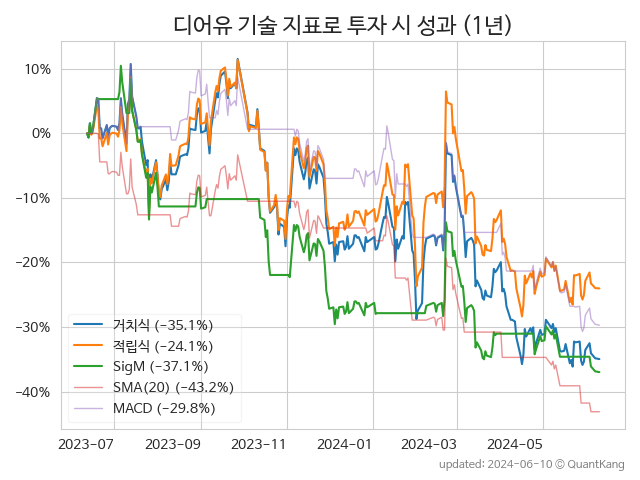 디어유 기술 지표로 투자 시 성과 (1년)
10%
0%
−10%
−20%
−30%
−40%
거치식 (−35.1%)
적립식 (−24.1%)
SigM (−37.1%)
SMA(20) (−43.2%)
MACD (−29.8%)
2023−07
2023−09
2023−11
2024−01
2024−03
2024−05
updated: 2024−06−10 © QuantKang